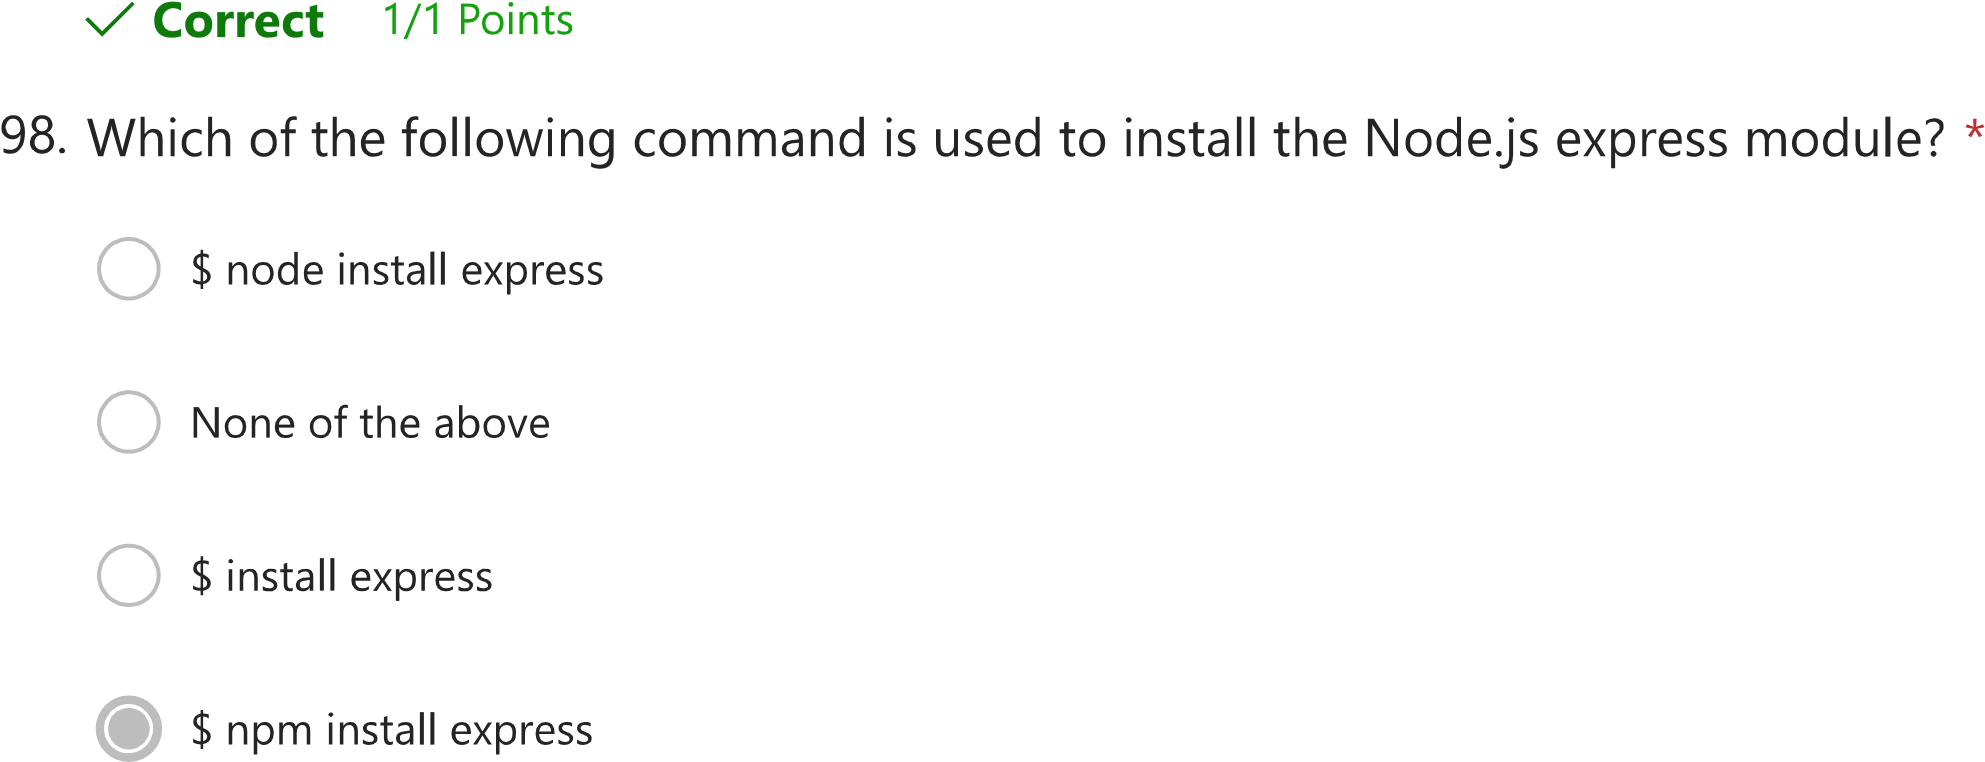 Correct 1/1 Points
98. Which of the following command is used to install the Node.js express module? *
$ node install express
None of the above
$ install express
$ npm install express